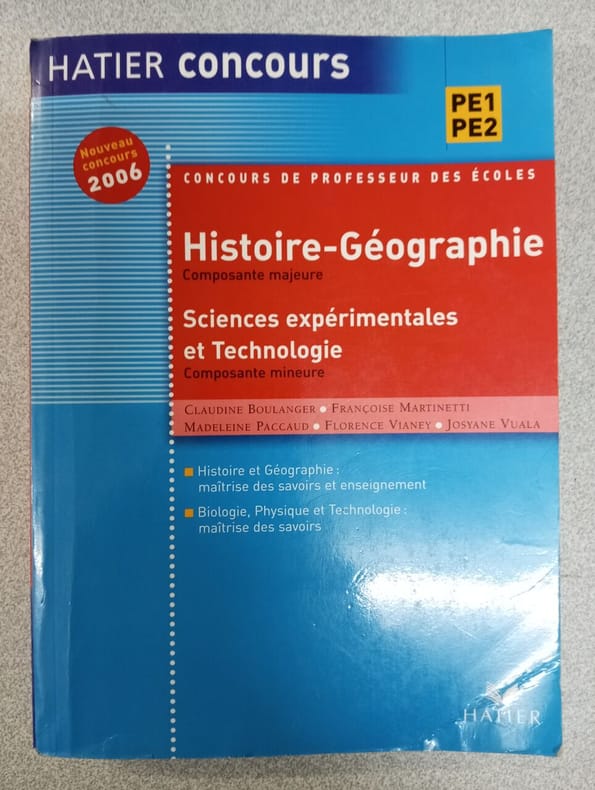 HATIER concours
PE1
PE2
Nouveau
concours
2006
CONCOURS DE PROFESSEUR DES ÉCOLES
Histoire-Géographie
Composante majeure
Sciences expérimentales
et Technologie
Composante mineure
CLAUDINE BOULANGER • FRANÇOISE MARTINETTI
MADELEINE PACCAUD • FLORENCE VIANEY • JOSYANE VUALA
Histoire et Géographie :
maîtrise des savoirs et enseignement
Biologie, Physique et Technologie :
maîtrise des savoirs
HATIER